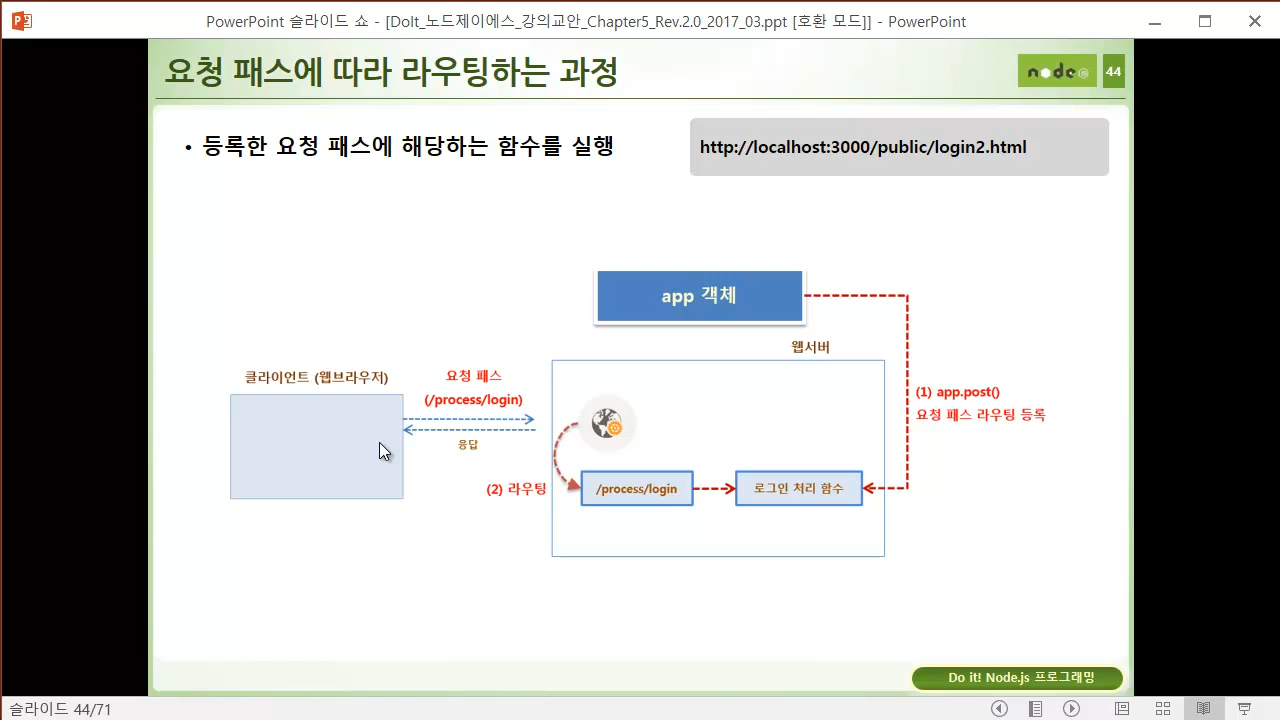 PowerPoint 슬라이드 쇼 - [DoIt_노드제이에스_강의교안_Chapter5_Rev.2.0_2017_03.ppt [호환 모드]] - PowerPoint
요청 패스에 따라 라우팅하는 과정
node
44
• 등록한 요청 패스에 해당하는 함수를 실행
http://localhost:3000/public/login2.html
app 객체
웹서버
클라이언트 (웹브라우저)
요청 패스
(/process/login)
응답
(1) app.post()
요청 패스 라우팅 등록
(2) 라우팅
/process/login
로그인 처리 함수
Do it! Node.js 프로그래밍
슬라이드 44/71